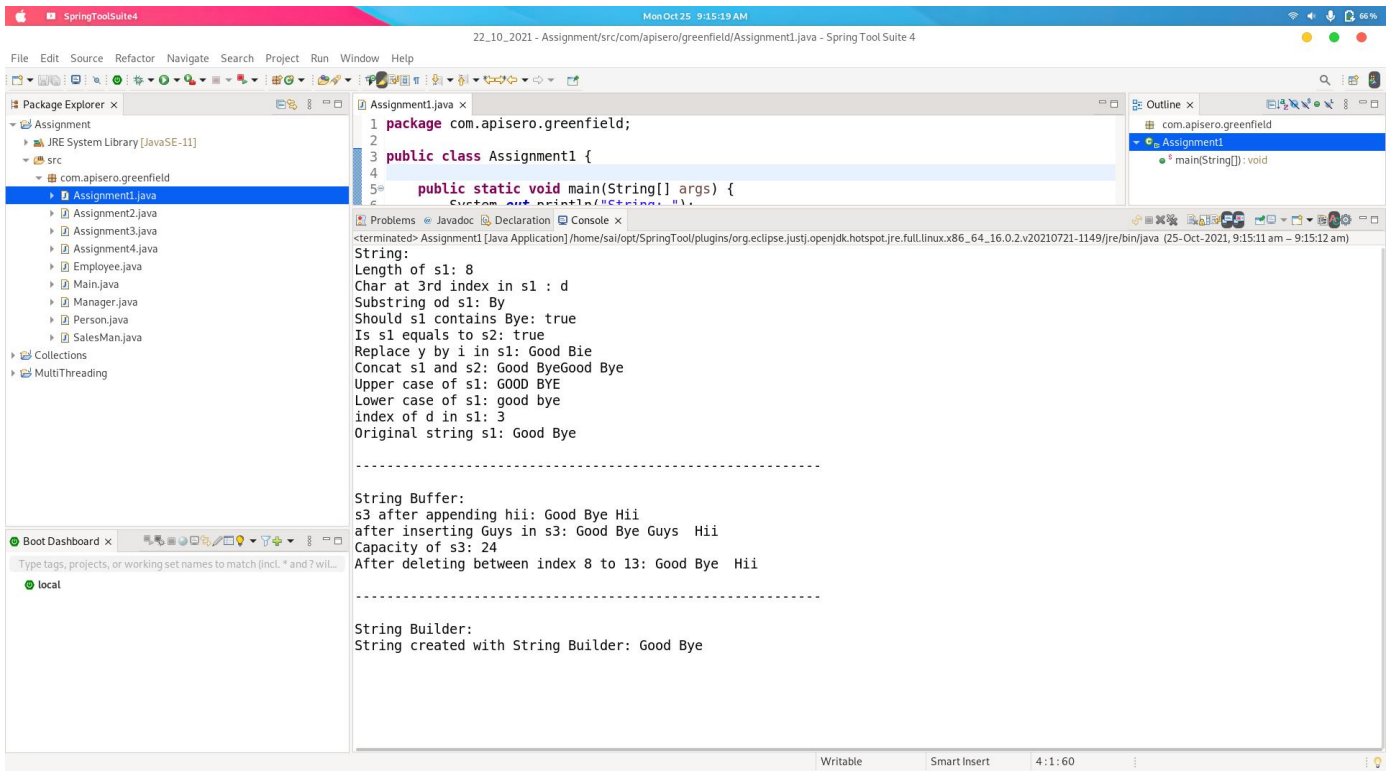 SpringToolSuite4
Mon Oct 25 9:15:19 AM
66 %
22_10_2021 - Assignment/src/com/apisero/greenfield/Assignment1.java - Spring Tool Suite 4
File Edit Source Refactor Navigate Search Project Run Window Help
Package Explorer
Assignment
JRE System Library [JavaSE-11]
src
com.apisero.greenfield
Assignment1.java
Assignment2.java
Assignment3.java
Assignment4.java
Employee.java
Main.java
Manager.java
Person.java
SalesMan.java
Collections
MultiThreading
Boot Dashboard
Type tags, projects, or working set names to match (incl. * and ? wil...
local
Assignment1.java
1 package com.apisero.greenfield;
2
3 public class Assignment1 {
4
5 public static void main(String[] args) {
6 System.out.println("String: ");
Outline
com.apisero.greenfield
Assignment1
main(String[]) : void
Problems Javadoc Declaration Console
<terminated> Assignment1 [Java Application] /home/sai/opt/SpringTool/plugins/org.eclipse.justj.openjdk.hotspot.jre.full.linux.x86_64_16.0.2.v20210721-1149/jre/bin/java (25-Oct-2021, 9:15:11 am – 9:15:12 am)
String:
Length of s1: 8
Char at 3rd index in s1 : d
Substring od s1: By
Should s1 contains Bye: true
Is s1 equals to s2: true
Replace y by i in s1: Good Bie
Concat s1 and s2: Good ByeGood Bye
Upper case of s1: GOOD BYE
Lower case of s1: good bye
index of d in s1: 3
Original string s1: Good Bye
-----------------------------------------------------------
String Buffer:
s3 after appending hii: Good Bye Hii
after inserting Guys in s3: Good Bye Guys  Hii
Capacity of s3: 24
After deleting between index 8 to 13: Good Bye  Hii
-----------------------------------------------------------
String Builder:
String created with String Builder: Good Bye
Writable Smart Insert 4 : 1 : 60